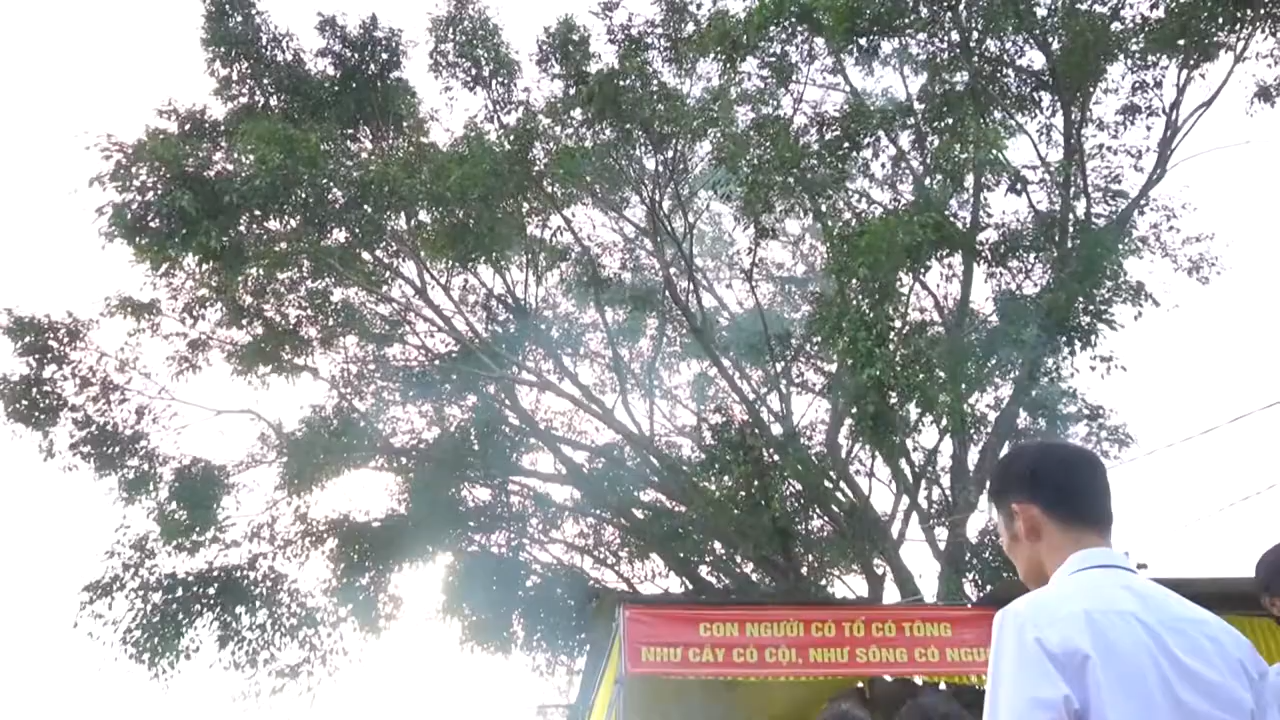 CON NGƯỜI CÓ TỔ CÓ TÔNG
NHƯ CÂY CÓ CỘI, NHƯ SÔNG CÓ